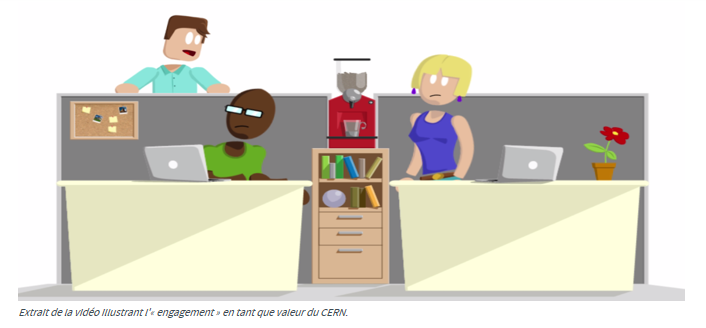 Extrait de la vidéo illustrant l'« engagement » en tant que valeur du CERN.